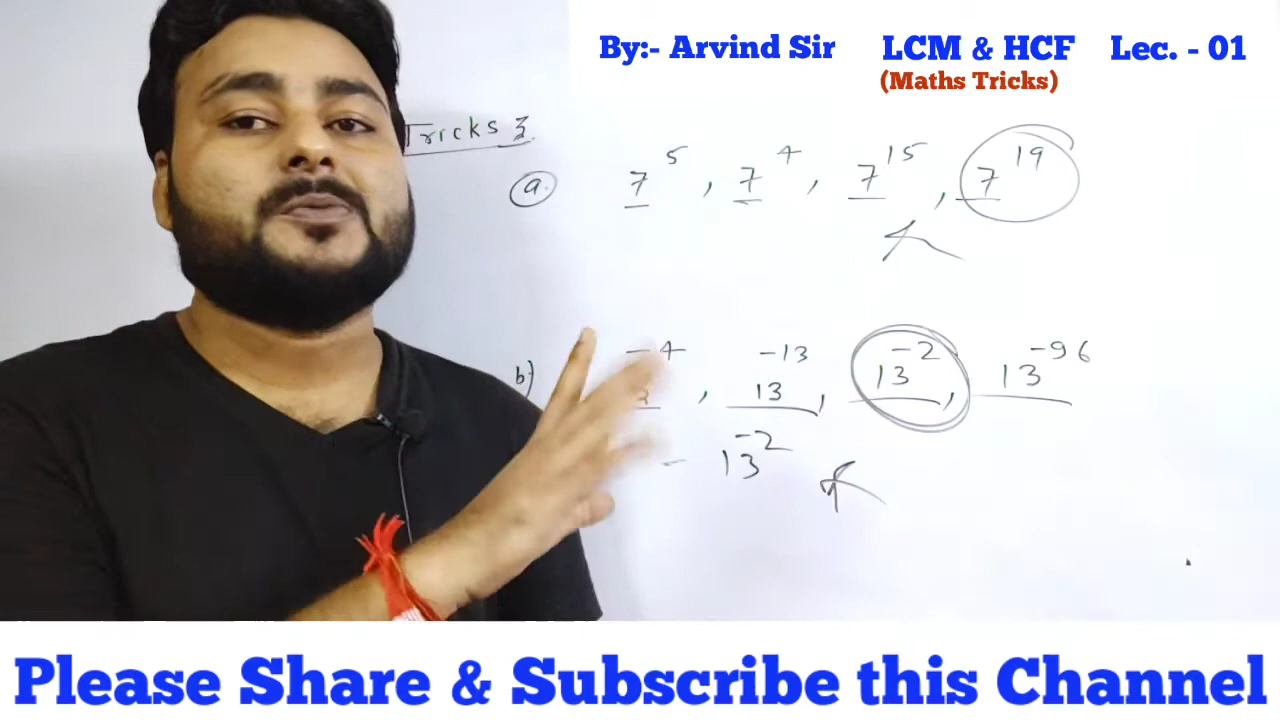 By:- Arvind Sir LCM & HCF Lec. - 01
(Maths Tricks)
Tricks 3
a. 7^5, 7^4, 7^15, 7^19
b) 13^-13, 13^-2, 13^-96
- 13^-2
Please Share & Subscribe this Channel